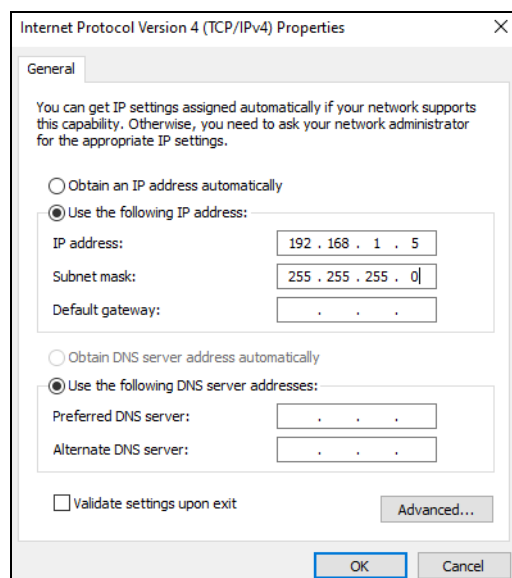 Internet Protocol Version 4 (TCP/IPv4) Properties
General
You can get IP settings assigned automatically if your network supports
this capability. Otherwise, you need to ask your network administrator
for the appropriate IP settings.
Obtain an IP address automatically
Use the following IP address:
IP address: 192 . 168 . 1 . 5
Subnet mask: 255 . 255 . 255 . 0
Default gateway: . . .
Obtain DNS server address automatically
Use the following DNS server addresses:
Preferred DNS server: . . .
Alternate DNS server: . . .
Validate settings upon exit
Advanced...
OK Cancel